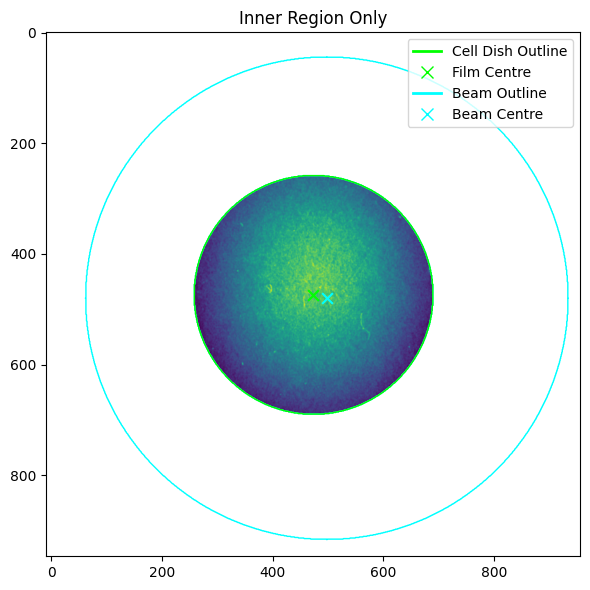 Inner Region Only
Cell Dish Outline
Film Centre
Beam Outline
Beam Centre
0
200
400
600
800
0
200
400
600
800